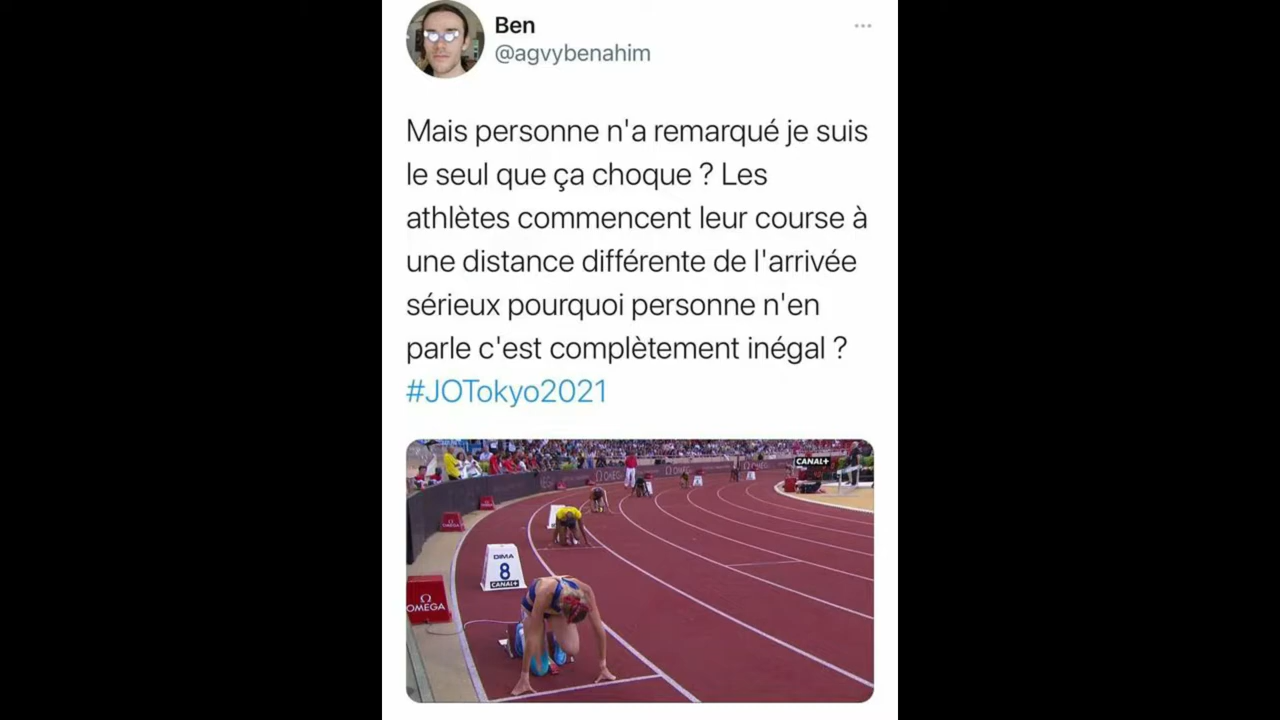 Ben
@agvybenahim
Mais personne n'a remarqué je suis
le seul que ça choque ? Les
athlètes commencent leur course à
une distance différente de l'arrivée
sérieux pourquoi personne n'en
parle c'est complètement inégal ?
#JOTokyo2021
CANAL+
DIMA
8
CANAL+
OMEGA